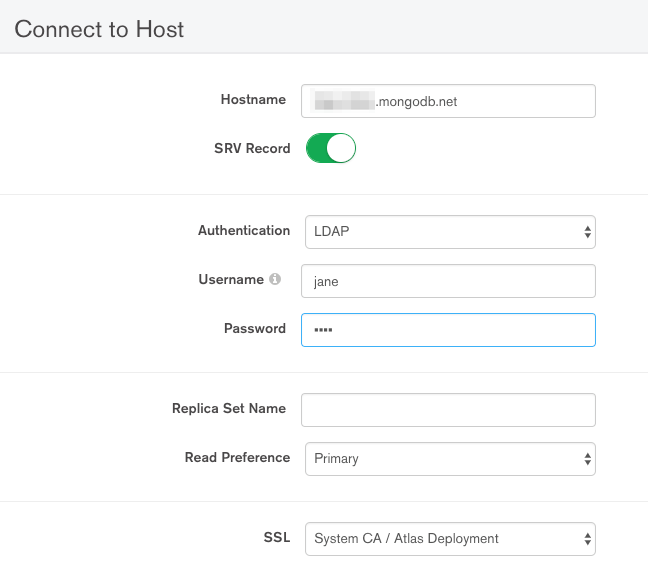 Connect to Host
Hostname .mongodb.net
SRV Record
Authentication LDAP
Username jane
Password ••••
Replica Set Name
Read Preference Primary
SSL System CA / Atlas Deployment